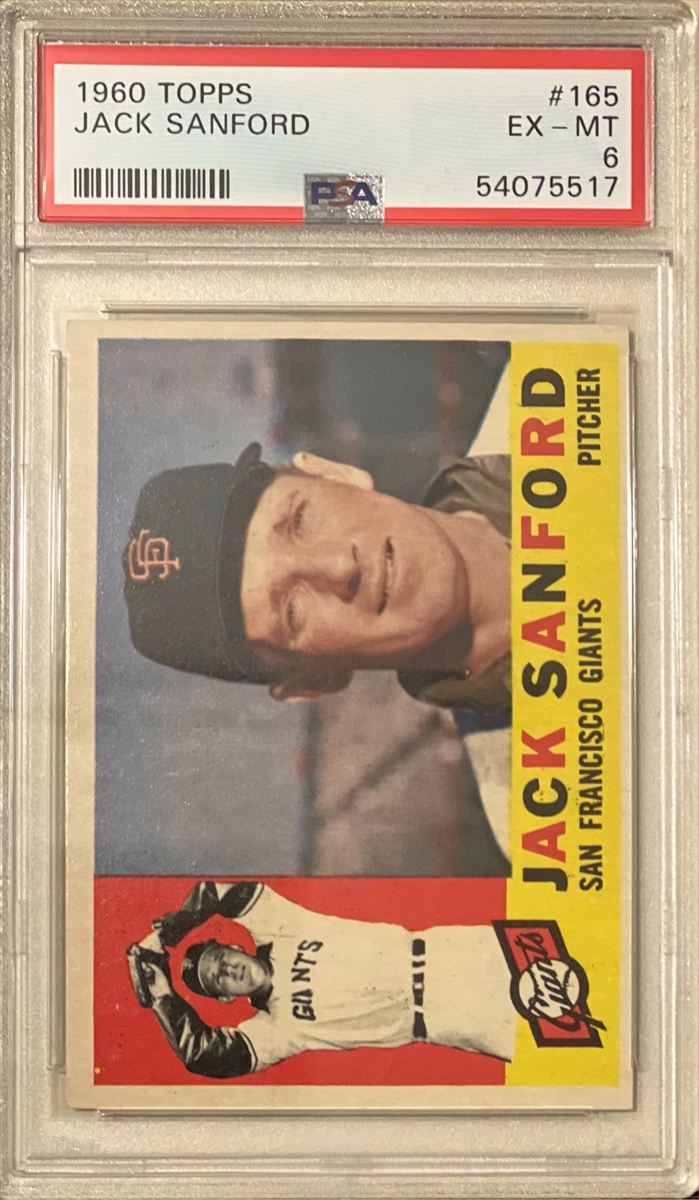 1960 TOPPS #165
JACK SANFORD EX-MT
6
54075517
PSA
SF
JACK SANFORD
SAN FRANCISCO GIANTS PITCHER
GIANTS
Giants